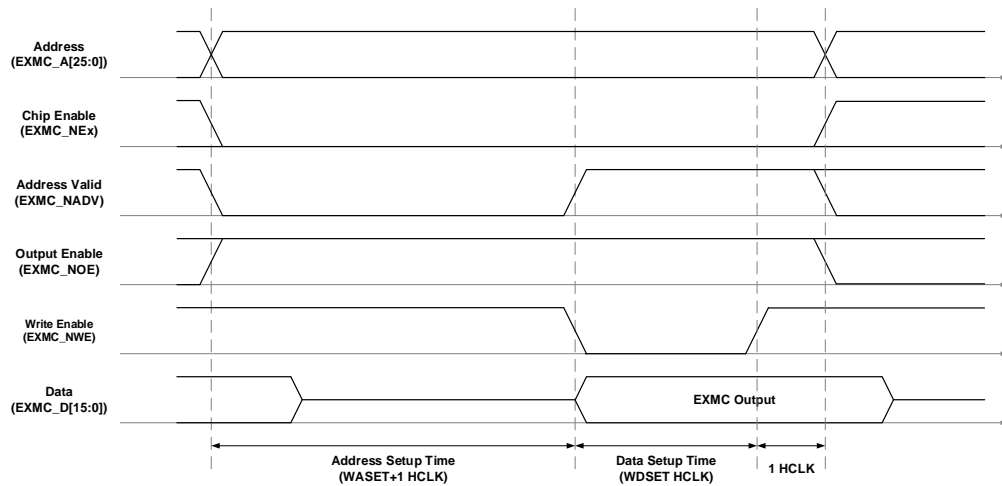 Address
(EXMC_A[25:0])
Chip Enable
(EXMC_NEx)
Address Valid
(EXMC_NADV)
Output Enable
(EXMC_NOE)
Write Enable
(EXMC_NWE)
Data
(EXMC_D[15:0])
EXMC Output
Address Setup Time
(WASET+1 HCLK)
Data Setup Time
(WDSET HCLK)
1 HCLK